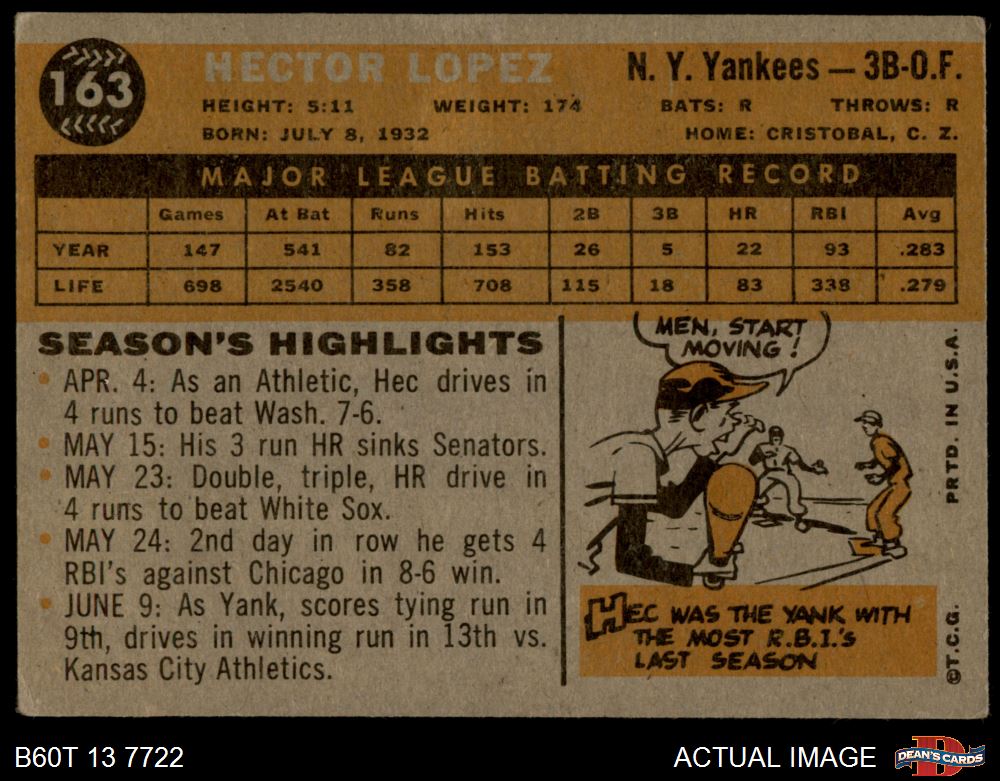 163
HECTOR LOPEZ
N. Y. Yankees — 3B-O.F.
HEIGHT: 5:11 WEIGHT: 174 BATS: R THROWS: R
BORN: JULY 8, 1932 HOME: CRISTOBAL, C. Z.
MAJOR LEAGUE BATTING RECORD
Games At Bat Runs Hits 2B 3B HR RBI Avg
YEAR 147 541 82 153 26 5 22 93 .283
LIFE 698 2540 358 708 115 18 83 338 .279
SEASON'S HIGHLIGHTS
• APR. 4: As an Athletic, Hec drives in
4 runs to beat Wash. 7-6.
• MAY 15: His 3 run HR sinks Senators.
• MAY 23: Double, triple, HR drive in
4 runs to beat White Sox.
• MAY 24: 2nd day in row he gets 4
RBI's against Chicago in 8-6 win.
• JUNE 9: As Yank, scores tying run in
9th, drives in winning run in 13th vs.
Kansas City Athletics.
MEN, START
MOVING!
HEC WAS THE YANK WITH
THE MOST R.B.I.'s
LAST SEASON
©T.C.G. PRTD. IN U.S.A.
B60T 13 7722
ACTUAL IMAGE
D
DEAN'S CARDS